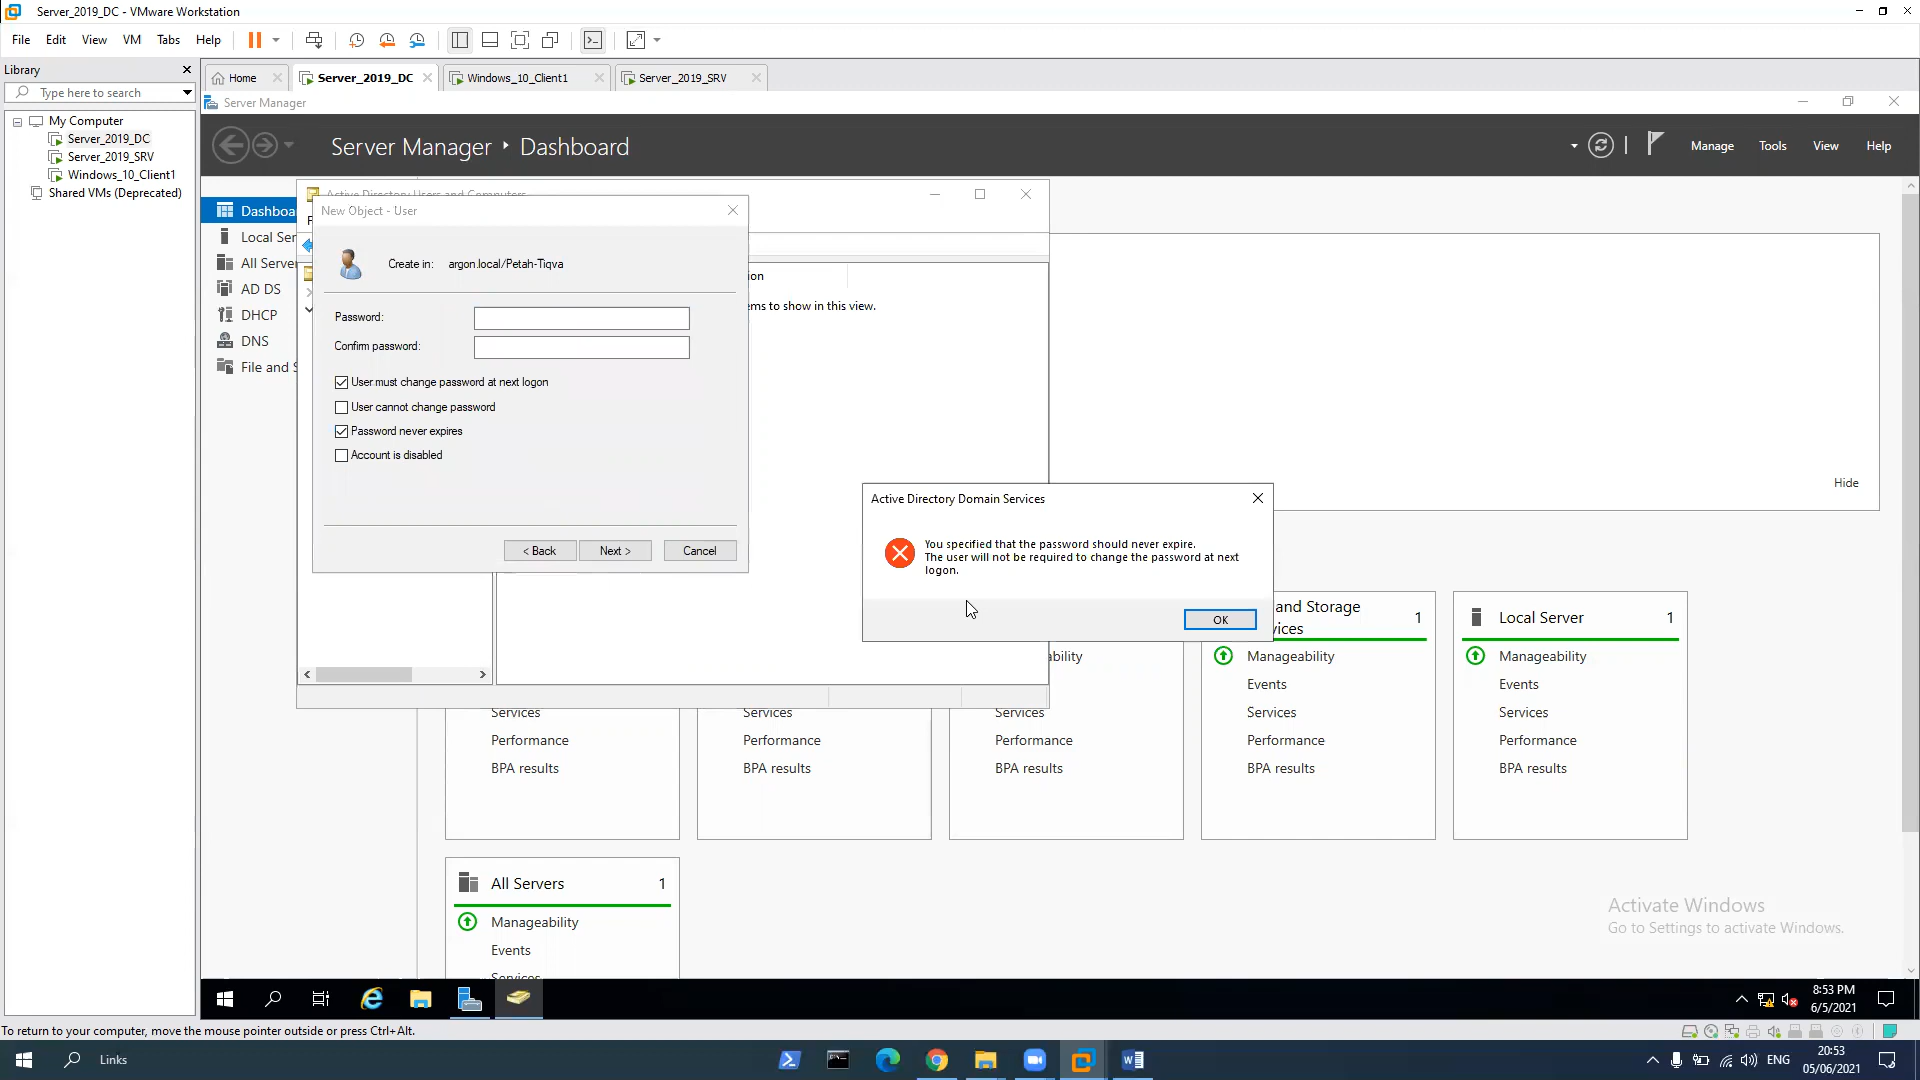 Server_2019_DC - VMware Workstation
File Edit View VM Tabs Help
Library
Type here to search
My Computer
Server_2019_DC
Server_2019_SRV
Windows_10_Client1
Shared VMs (Deprecated)
Home
Server_2019_DC
Windows_10_Client1
Server_2019_SRV
Server Manager
Server Manager ‣ Dashboard
Manage Tools View Help
Dashboa
Local Ser
All Serve
AD DS
DHCP
DNS
File and S
Active Directory Users and Computers
New Object - User
Create in: argon.local/Petah-Tiqva
Password:
Confirm password:
User must change password at next logon
User cannot change password
Password never expires
Account is disabled
< Back
Next >
Cancel
ion
ems to show in this view.
Active Directory Domain Services
You specified that the password should never expire.
The user will not be required to change the password at next
logon.
OK
Hide
Services
Performance
BPA results
Services
Performance
BPA results
ability
Services
Performance
BPA results
and Storage
vices
1
Manageability
Events
Services
Performance
BPA results
Local Server 1
Manageability
Events
Services
Performance
BPA results
All Servers 1
Manageability
Events
Services
Activate Windows
Go to Settings to activate Windows.
8:53 PM
6/5/2021
To return to your computer, move the mouse pointer outside or press Ctrl+Alt.
Links
ENG
20:53
05/06/2021